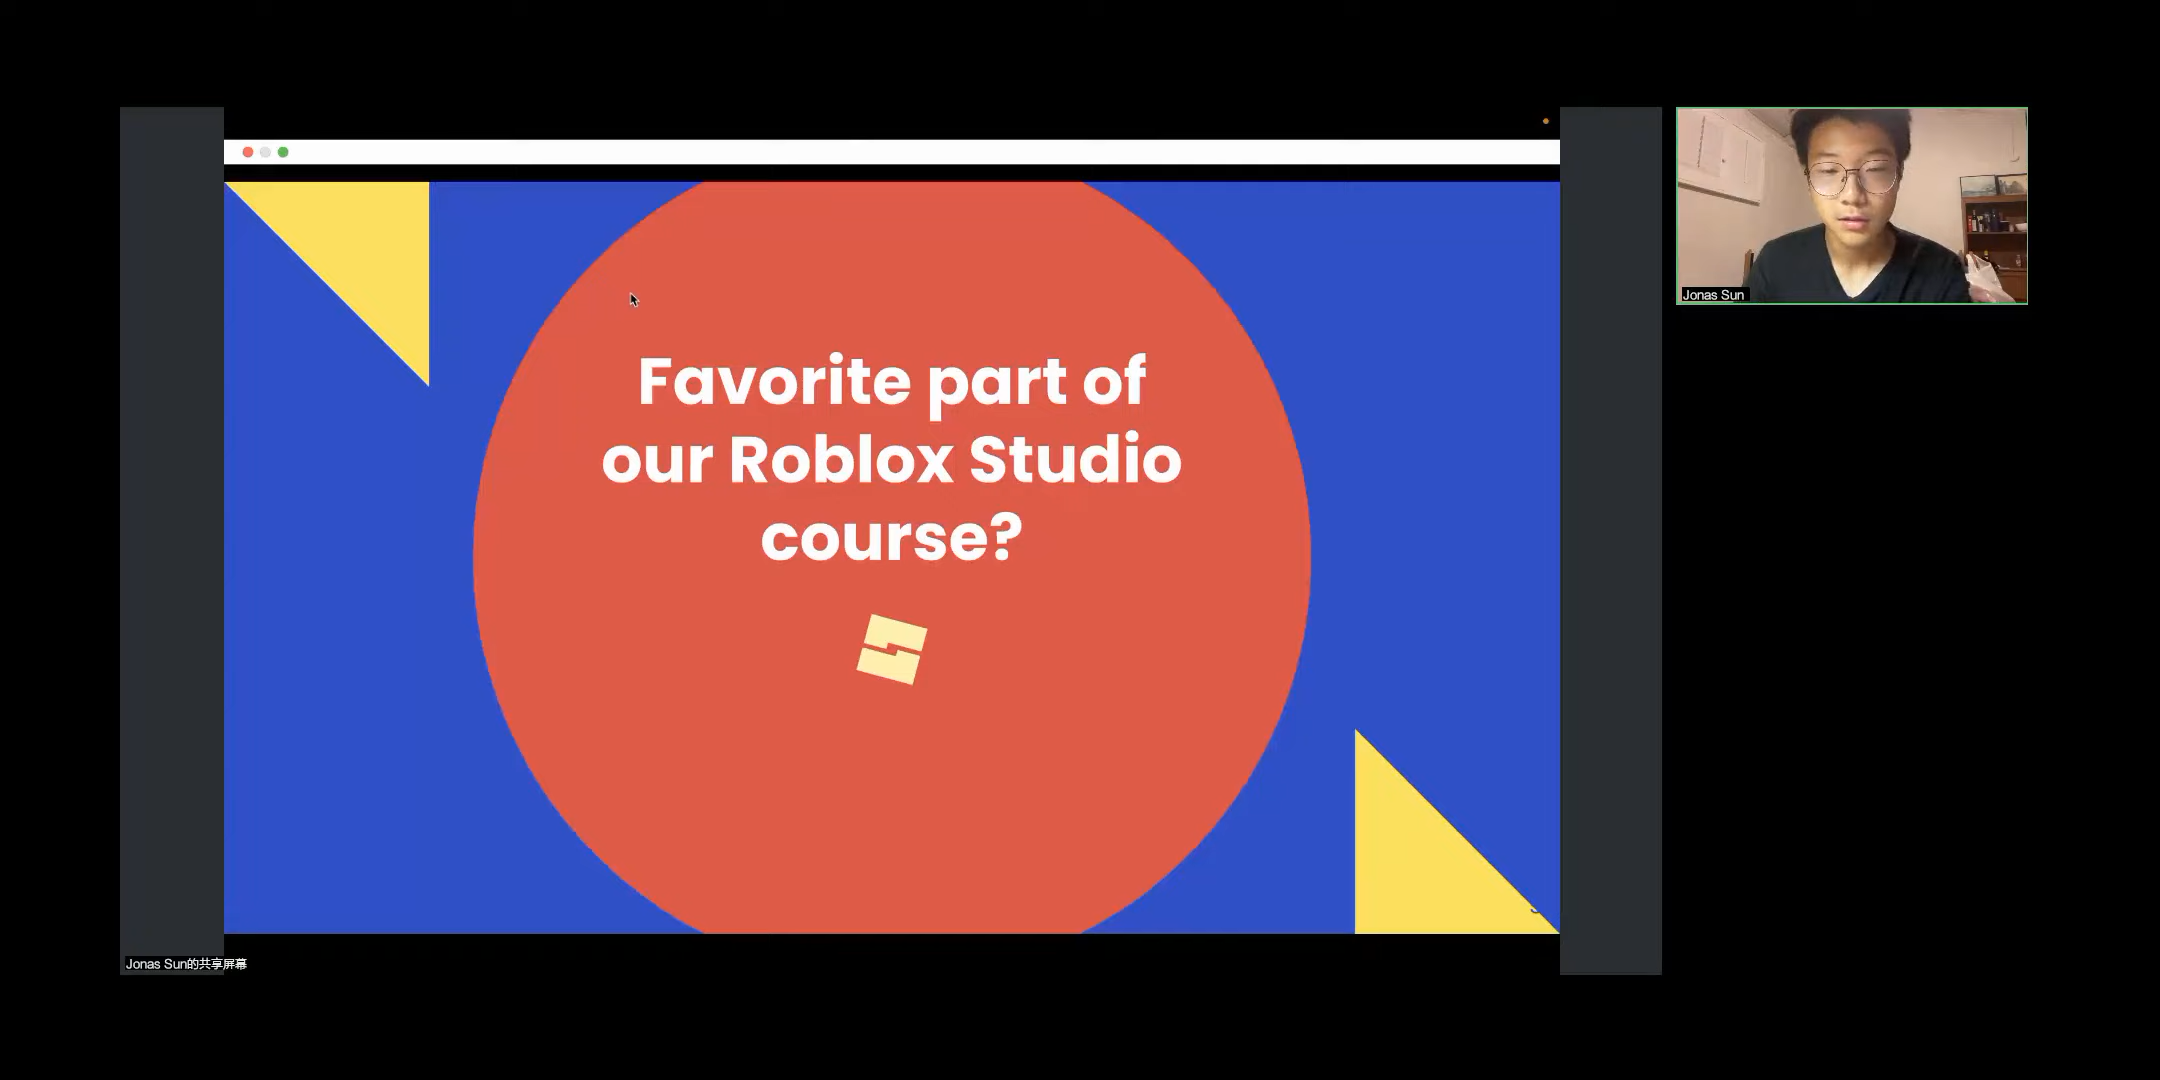 Favorite part of
our Roblox Studio
course?
Jonas Sun
Jonas Sun的共享屏幕